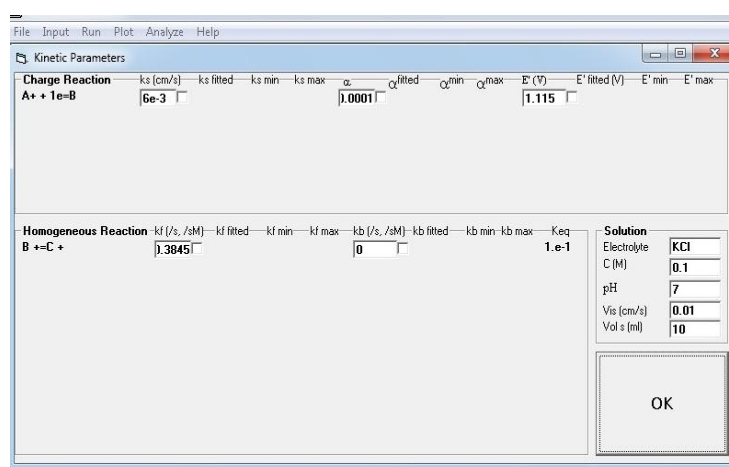 File Input Run Plot Analyze Help
Kinetic Parameters
Charge Reaction ks (cm/s) ks fitted ks min ks max α αfitted αmin αmax E' (V) E' fitted (V) E' min E' max
A+ + 1e=B 6e-3 ).0001 1.115
Homogeneous Reaction kf (/s, /sM) kf fitted kf min kf max kb (/s, /sM) kb fitted kb min kb max Keq
B +=C + ).3845 0 1.e-1
Solution
Electrolyte KCl
C (M) 0.1
pH 7
Vis (cm/s) 0.01
Vol s (ml) 10
OK